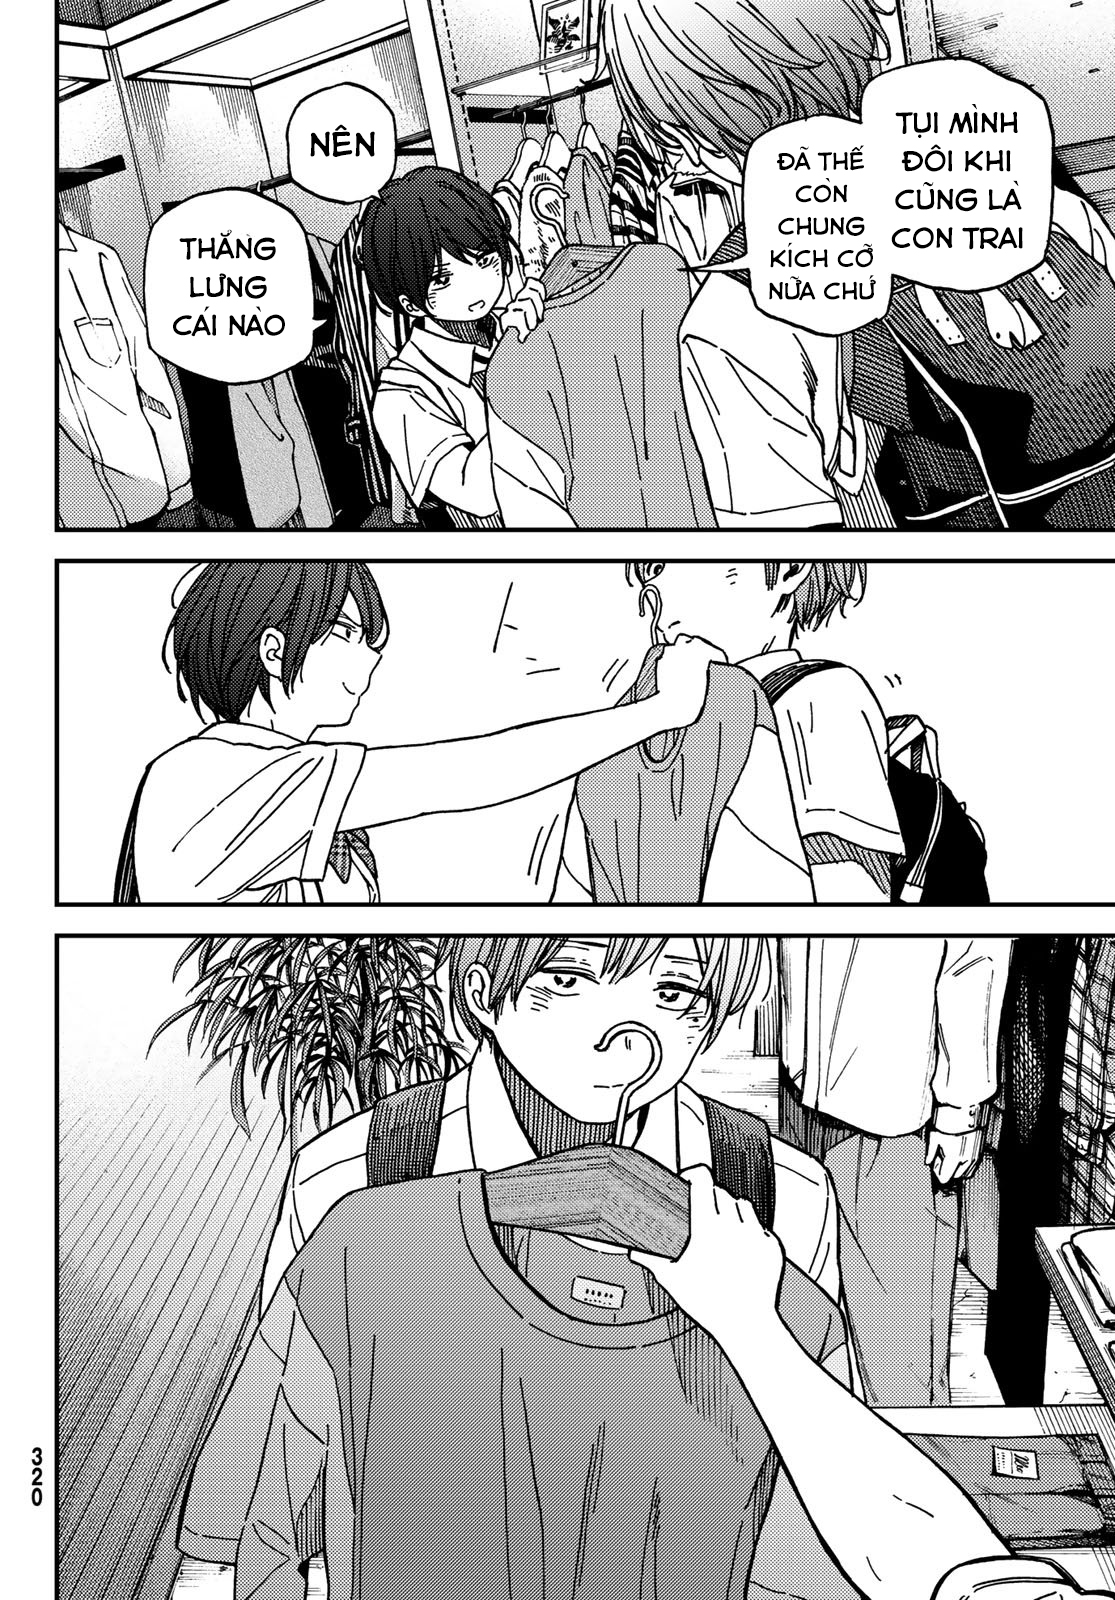 TỤI MÌNH
ĐÔI KHI
CŨNG LÀ
CON TRAI
ĐÃ THẾ
CÒN
CHUNG
KÍCH CỠ
NỮA CHỨ
NÊN
THẰNG
LƯNG
CÁI NÀO
320